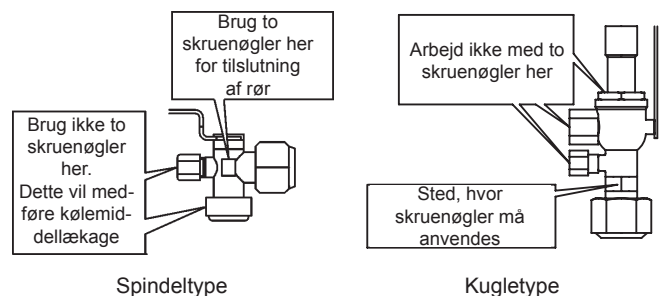 Brug to
skruenøgler her
for tilslutning
af rør
Brug ikke to
skruenøgler
her.
Dette vil med-
føre kølemid-
dellækage
Spindeltype
Arbejd ikke med to
skruenøgler her
Sted, hvor
skruenøgler må
anvendes
Kugletype